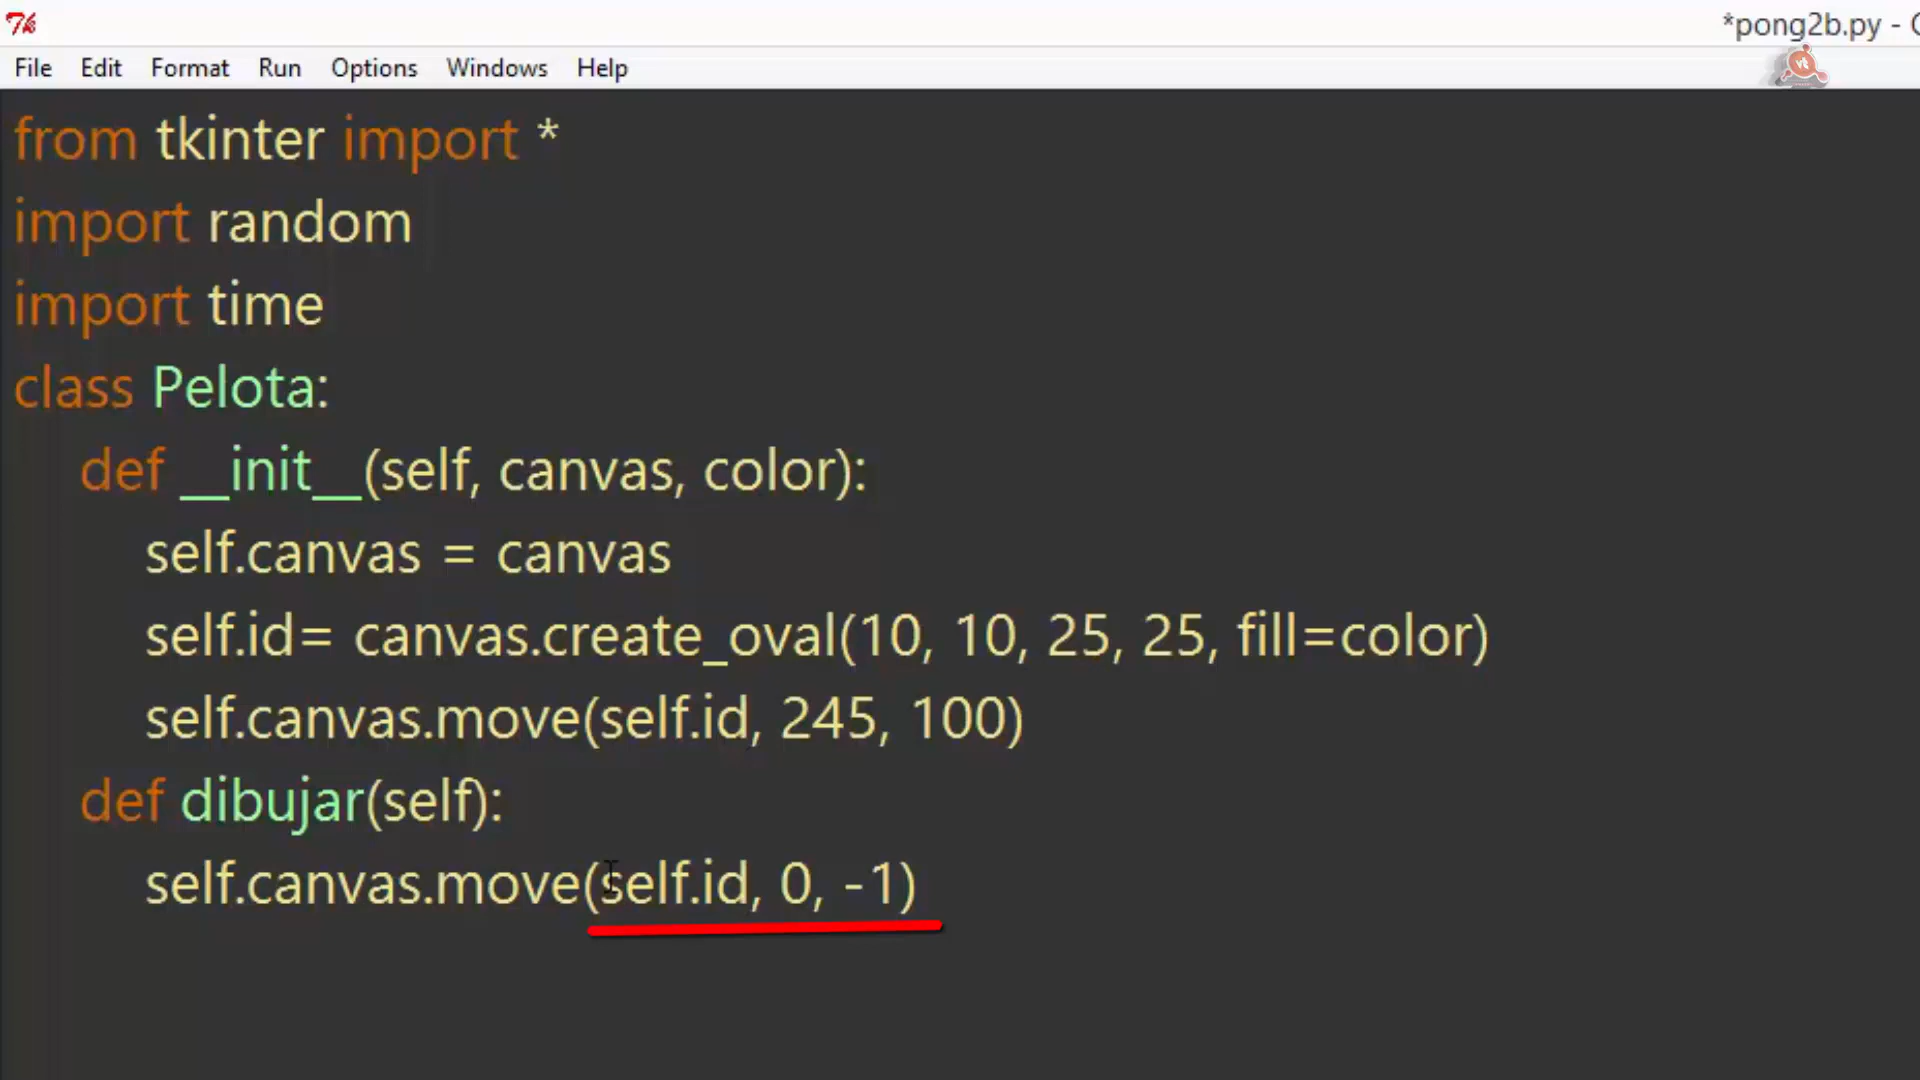 *pong2b.py -
File Edit Format Run Options Windows Help
from tkinter import *
import random
import time
class Pelota:
def __init__(self, canvas, color):
self.canvas = canvas
self.id= canvas.create_oval(10, 10, 25, 25, fill=color)
self.canvas.move(self.id, 245, 100)
def dibujar(self):
self.canvas.move(self.id, 0, -1)